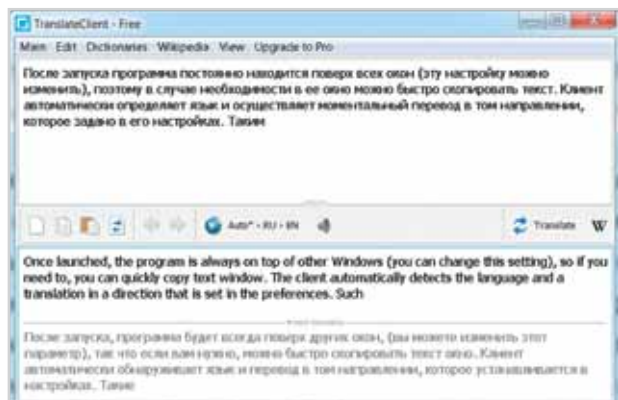 TranslateClient - Free
Main Edit Dictionaries Wikipedia View Upgrade to Pro
После запуска программа постоянно находится поверх всех окон (эту настройку можно
изменить), поэтому в случае необходимости в ее окно можно быстро скопировать текст. Клиент
автоматически определяет язык и осуществляет моментальный перевод в том направлении,
которое задано в его настройках. Таким
Auto* - RU - EN
Translate W
Once launched, the program is always on top of other Windows (you can change this setting), so if you
need to, you can quickly copy text window. The client automatically detects the language and a
translation in a direction that is set in the preferences. Such
После запуска, программа будет всегда поверх других окон, (вы можете изменить этот
параметр), так что если вам нужно, можно быстро скопировать текст окно. Клиент
автоматически обнаруживает язык и перевод в том направлении, которое устанавливается в
настройках. Такие